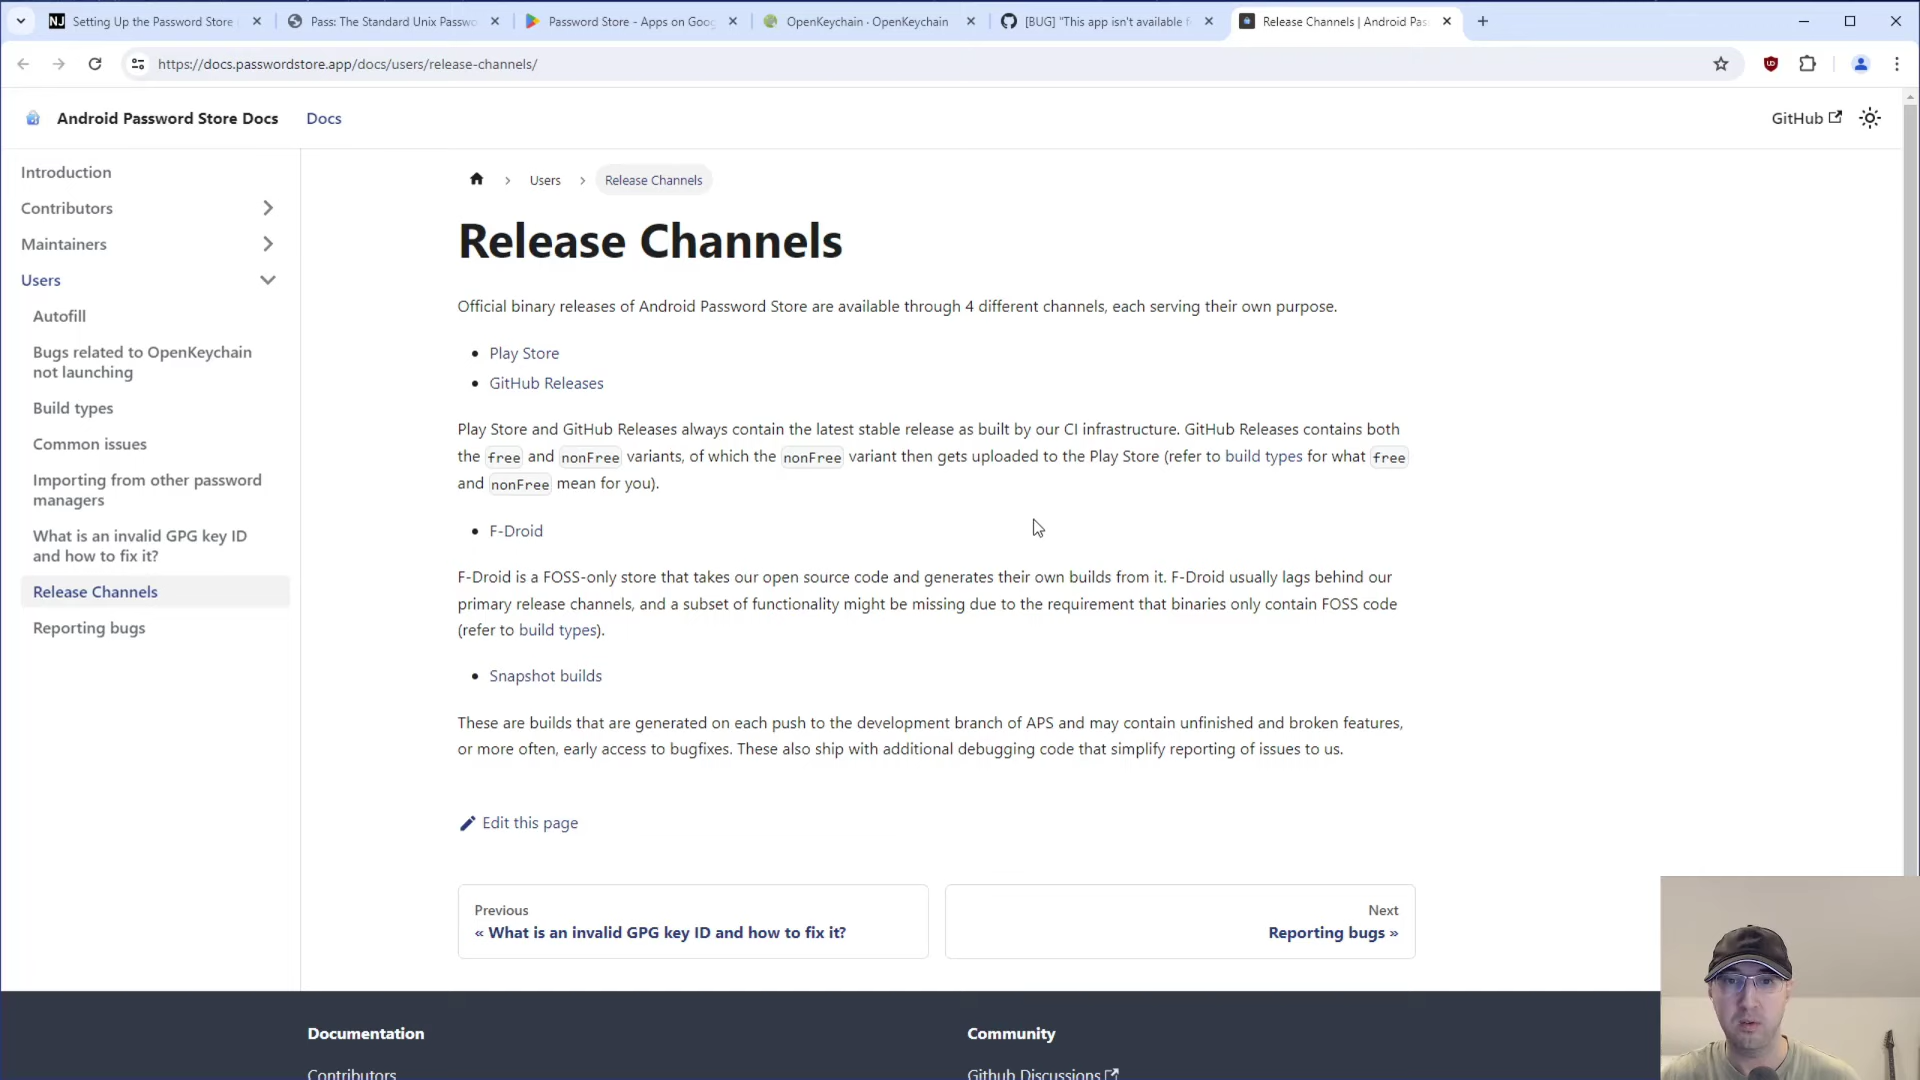 NJ Setting Up the Password Store
Pass: The Standard Unix Passwo
Password Store - Apps on Goog
OpenKeychain · OpenKeychain
[BUG] "This app isn't available f
Release Channels | Android Pas
https://docs.passwordstore.app/docs/users/release-channels/
Android Password Store Docs
Docs
GitHub
Introduction
Contributors
Maintainers
Users
Autofill
Bugs related to OpenKeychain
not launching
Build types
Common issues
Importing from other password
managers
What is an invalid GPG key ID
and how to fix it?
Release Channels
Reporting bugs
Users
Release Channels
Release Channels
Official binary releases of Android Password Store are available through 4 different channels, each serving their own purpose.
• Play Store
• GitHub Releases
Play Store and GitHub Releases always contain the latest stable release as built by our CI infrastructure. GitHub Releases contains both
the free and nonFree variants, of which the nonFree variant then gets uploaded to the Play Store (refer to build types for what free
and nonFree mean for you).
• F-Droid
F-Droid is a FOSS-only store that takes our open source code and generates their own builds from it. F-Droid usually lags behind our
primary release channels, and a subset of functionality might be missing due to the requirement that binaries only contain FOSS code
(refer to build types).
• Snapshot builds
These are builds that are generated on each push to the development branch of APS and may contain unfinished and broken features,
or more often, early access to bugfixes. These also ship with additional debugging code that simplify reporting of issues to us.
Edit this page
Previous
« What is an invalid GPG key ID and how to fix it?
Next
Reporting bugs »
Documentation
Contributors
Community
Github Discussions